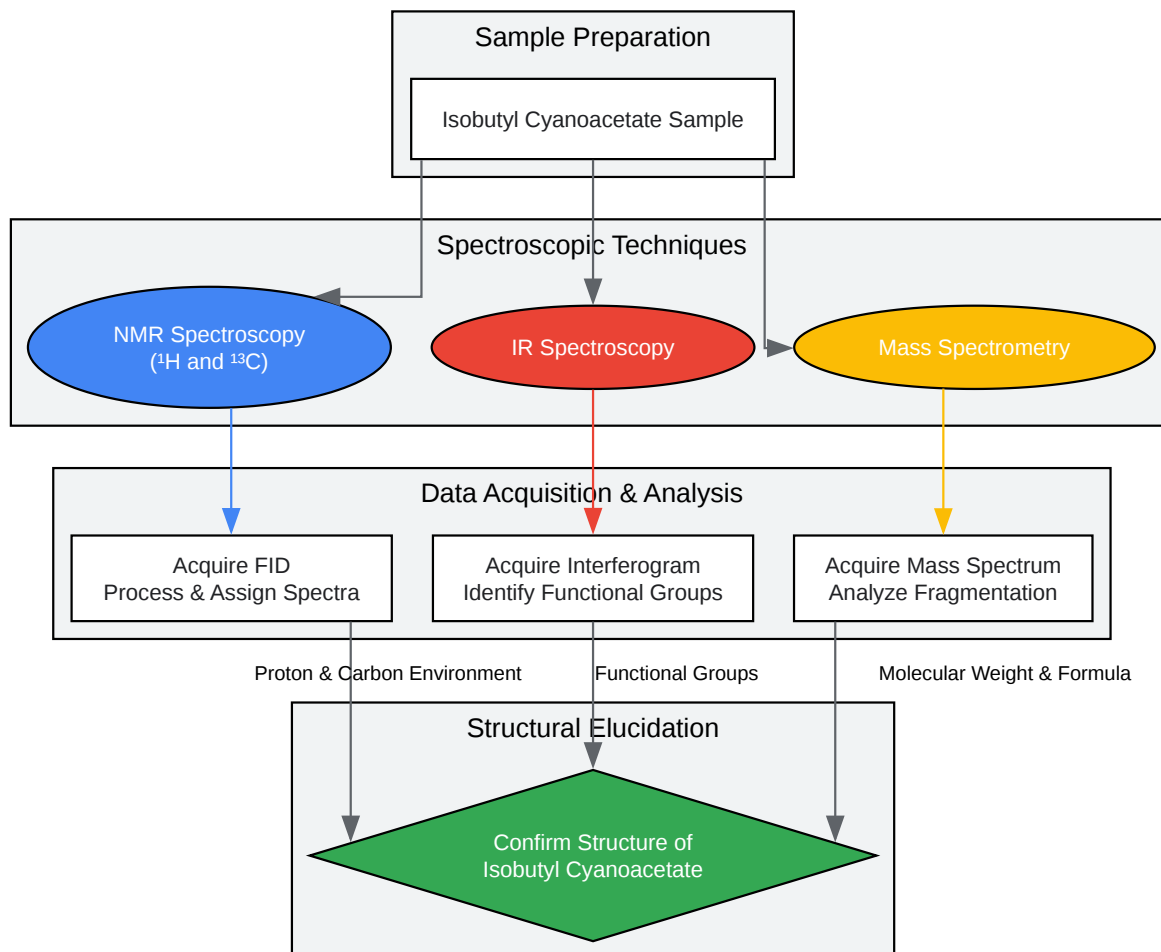 Sample Preparation
Isobutyl Cyanoacetate Sample
Spectroscopic Techniques
NMR Spectroscopy
(¹H and ¹³C)
IR Spectroscopy
Mass Spectrometry
Data Acquisition & Analysis
Acquire FID
Process & Assign Spectra
Acquire Interferogram
Identify Functional Groups
Acquire Mass Spectrum
Analyze Fragmentation
Proton & Carbon Environment
Functional Groups
Molecular Weight & Formula
Structural Elucidation
Confirm Structure of
Isobutyl Cyanoacetate